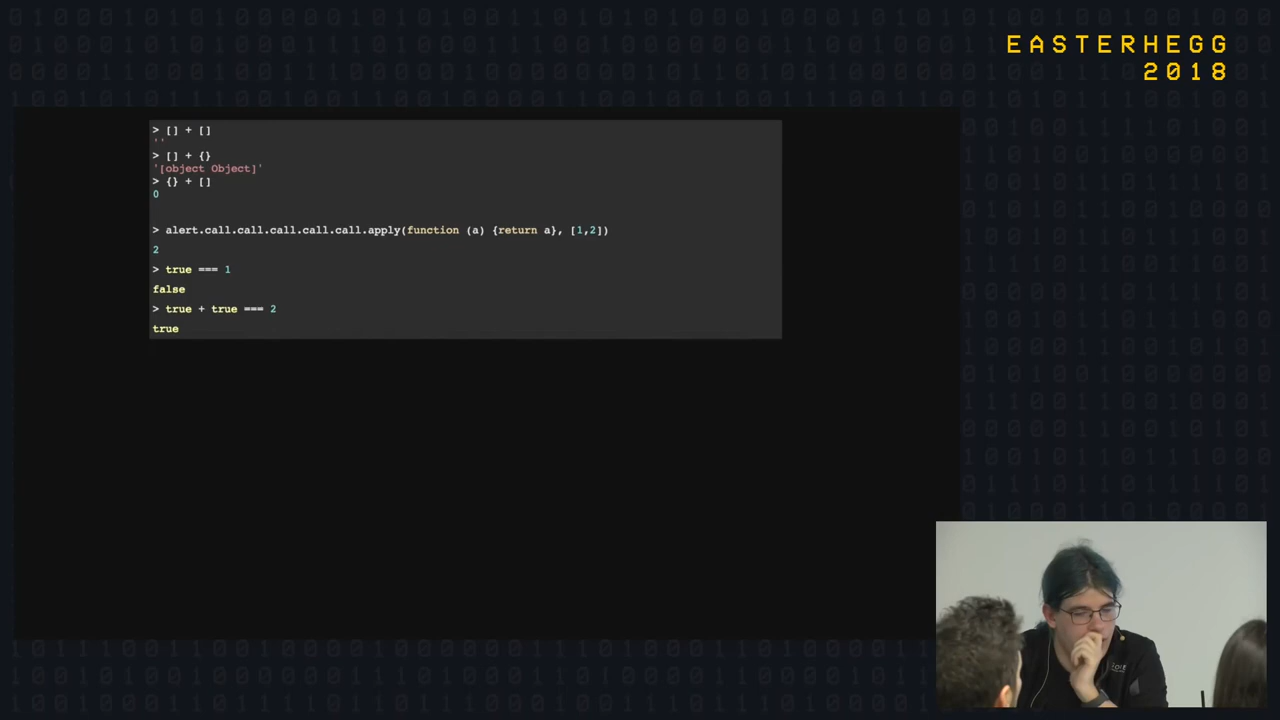 EASTERHEGG
2018
> [] + []
''
> [] + {}
'[object Object]'
> {} + []
0
> alert.call.call.call.call.call.apply(function (a) {return a}, [1,2])
2
> true === 1
false
> true + true === 2
true